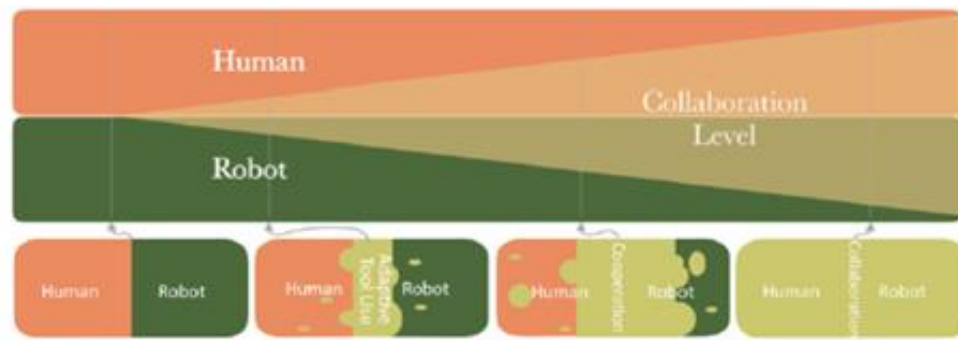 Human
Collaboration
Level
Robot
Human
Robot
Human
Adaptive
Tool Use
Robot
Human
Cooperation
Robot
Human
Collaboration
Robot